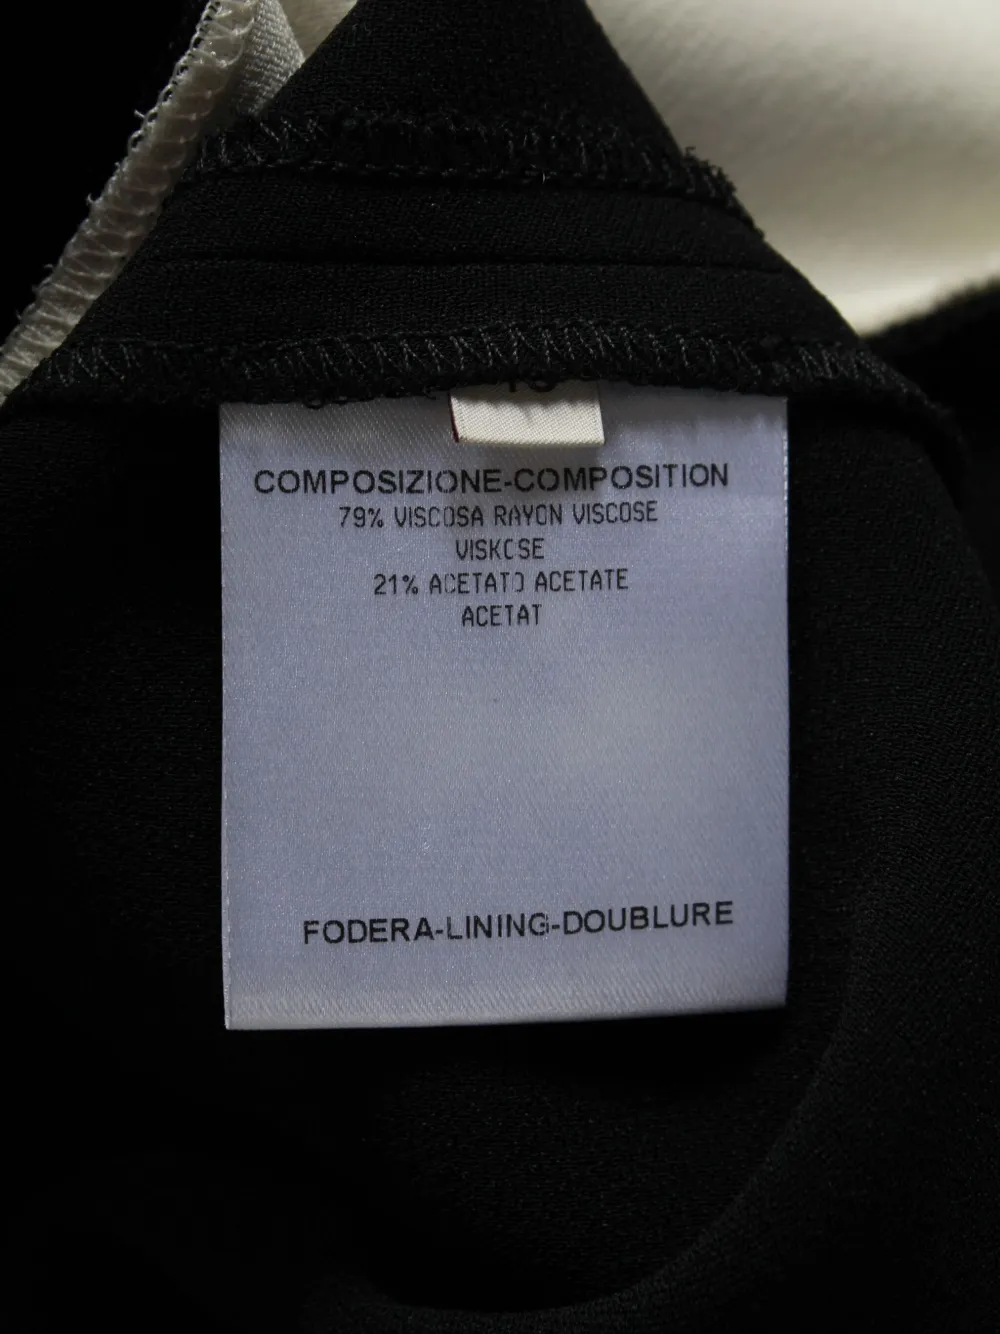 COMPOSIZIONE-COMPOSITION
79% VISCOSA RAYON VISCOSE
VISKOSE
21% ACETATO ACETATE
ACETAT
FODERA-LINING-DOUBLURE